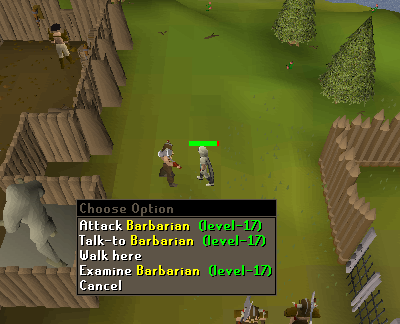 Choose Option
Attack Barbarian (level-17)
Talk-to Barbarian (level-17)
Walk here
Examine Barbarian (level-17)
Cancel